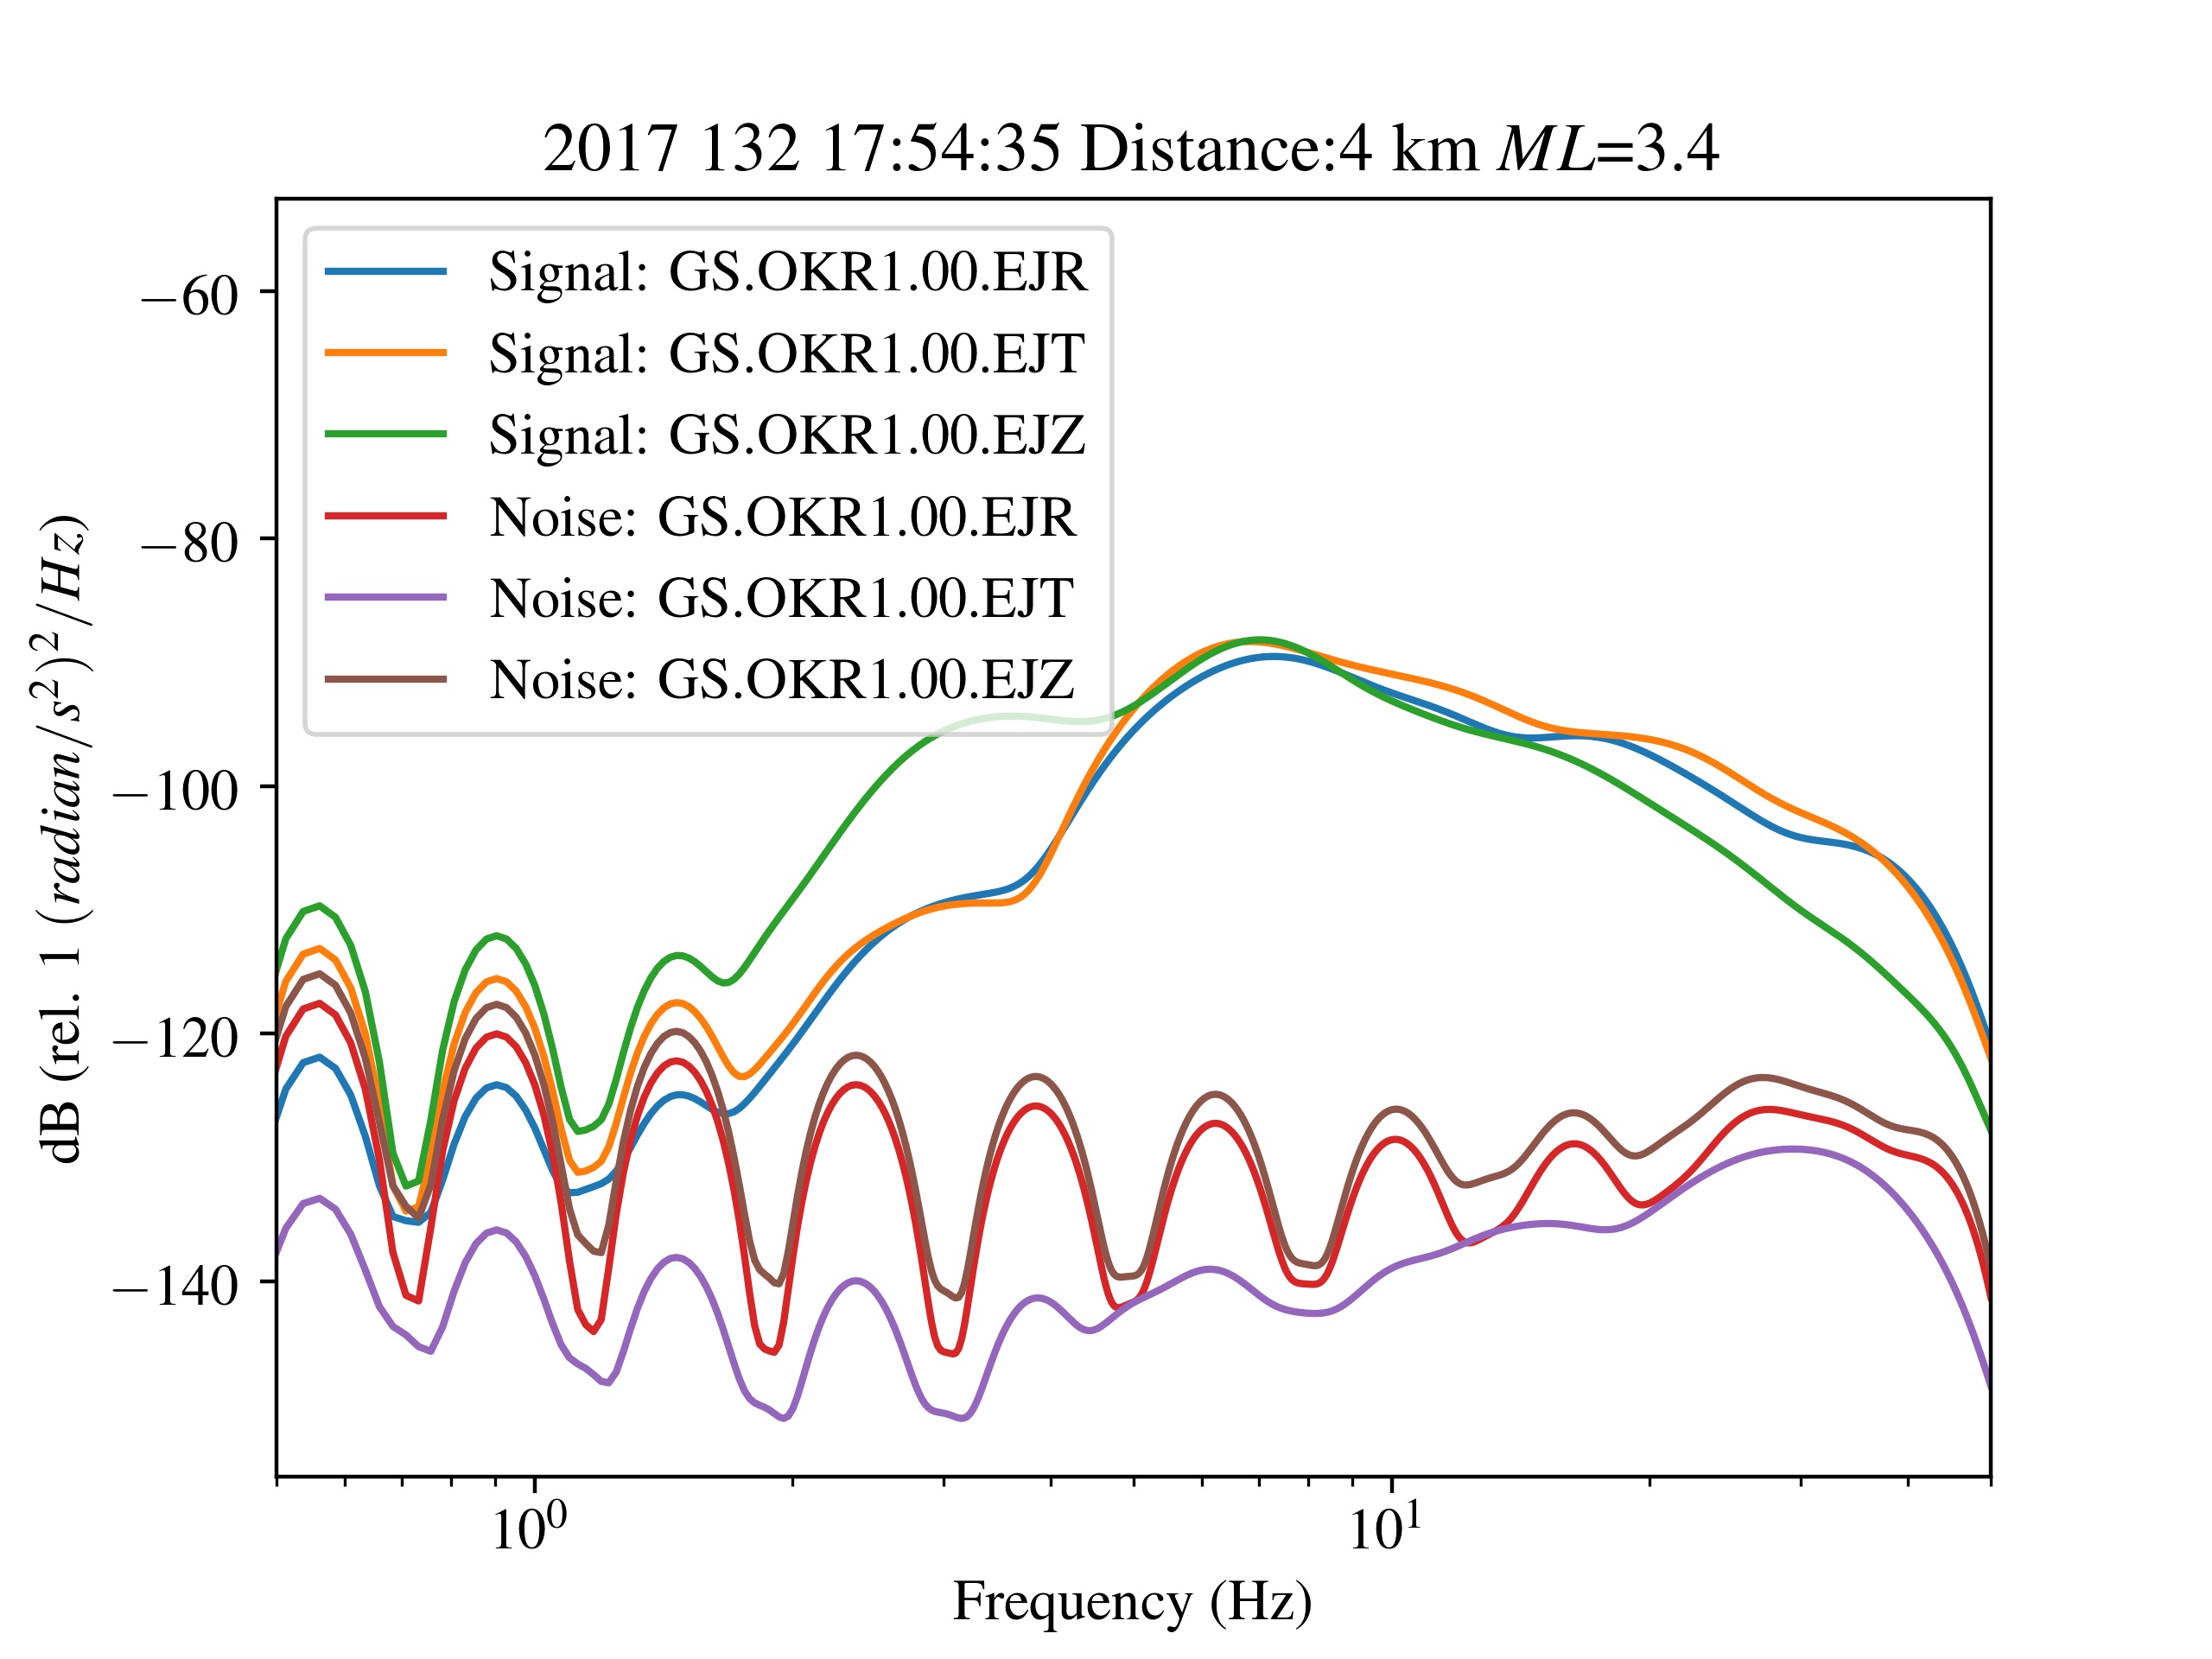 2017 132 17:54:35 Distance:4 km ML=3.4
Signal: GS.OKR1.00.EJR
Signal: GS.OKR1.00.EJT
Signal: GS.OKR1.00.EJZ
Noise: GS.OKR1.00.EJR
Noise: GS.OKR1.00.EJT
Noise: GS.OKR1.00.EJZ
−60
−80
−100
−120
−140
dB (rel. 1 (radian/s²))²/Hz)
10⁰
10¹
Frequency (Hz)